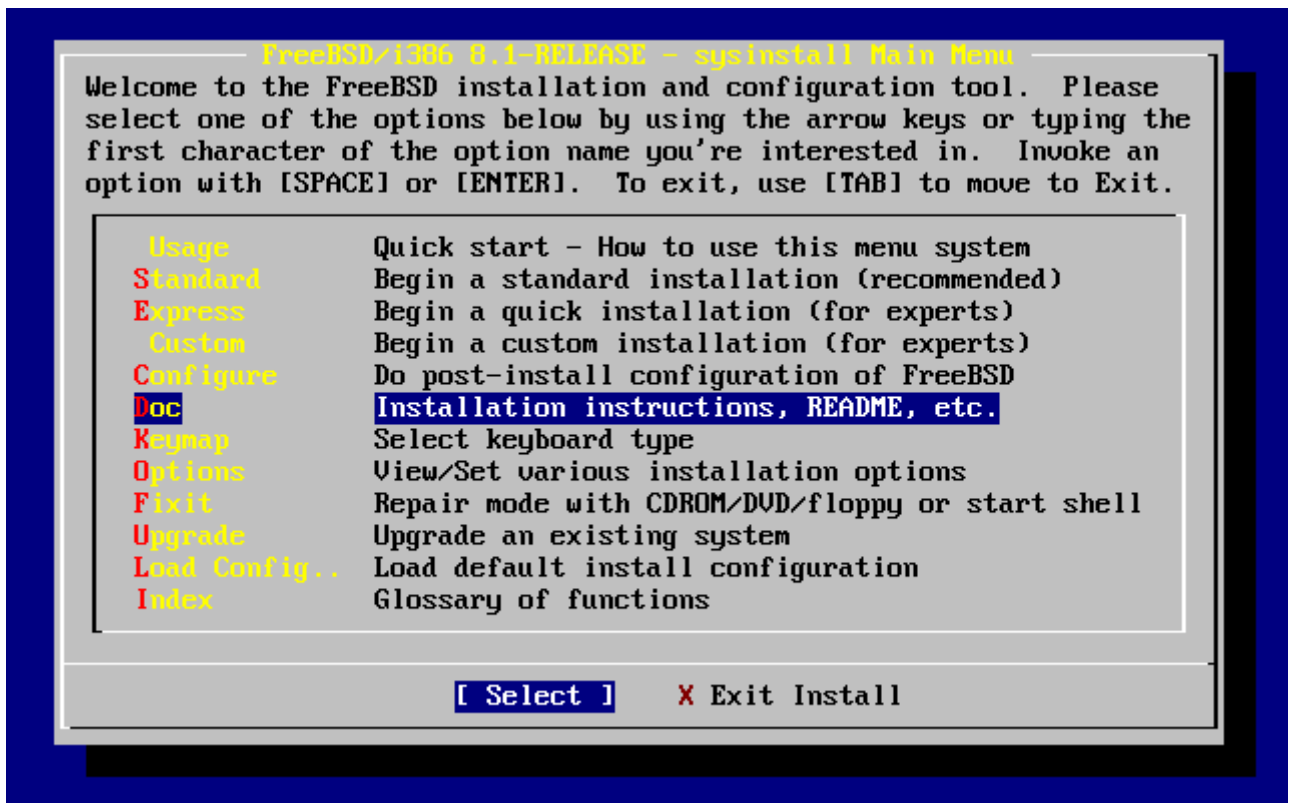 FreeBSD/i386 8.1-RELEASE - sysinstall Main Menu
Welcome to the FreeBSD installation and configuration tool.  Please
select one of the options below by using the arrow keys or typing the
first character of the option name you're interested in.  Invoke an
option with [SPACE] or [ENTER].  To exit, use [TAB] to move to Exit.
Usage Quick start - How to use this menu system
Standard Begin a standard installation (recommended)
Express Begin a quick installation (for experts)
Custom Begin a custom installation (for experts)
Configure Do post-install configuration of FreeBSD
Doc Installation instructions, README, etc.
Keymap Select keyboard type
Options View/Set various installation options
Fixit Repair mode with CDROM/DVD/floppy or start shell
Upgrade Upgrade an existing system
Load Config.. Load default install configuration
Index Glossary of functions
[ Select ] X Exit Install